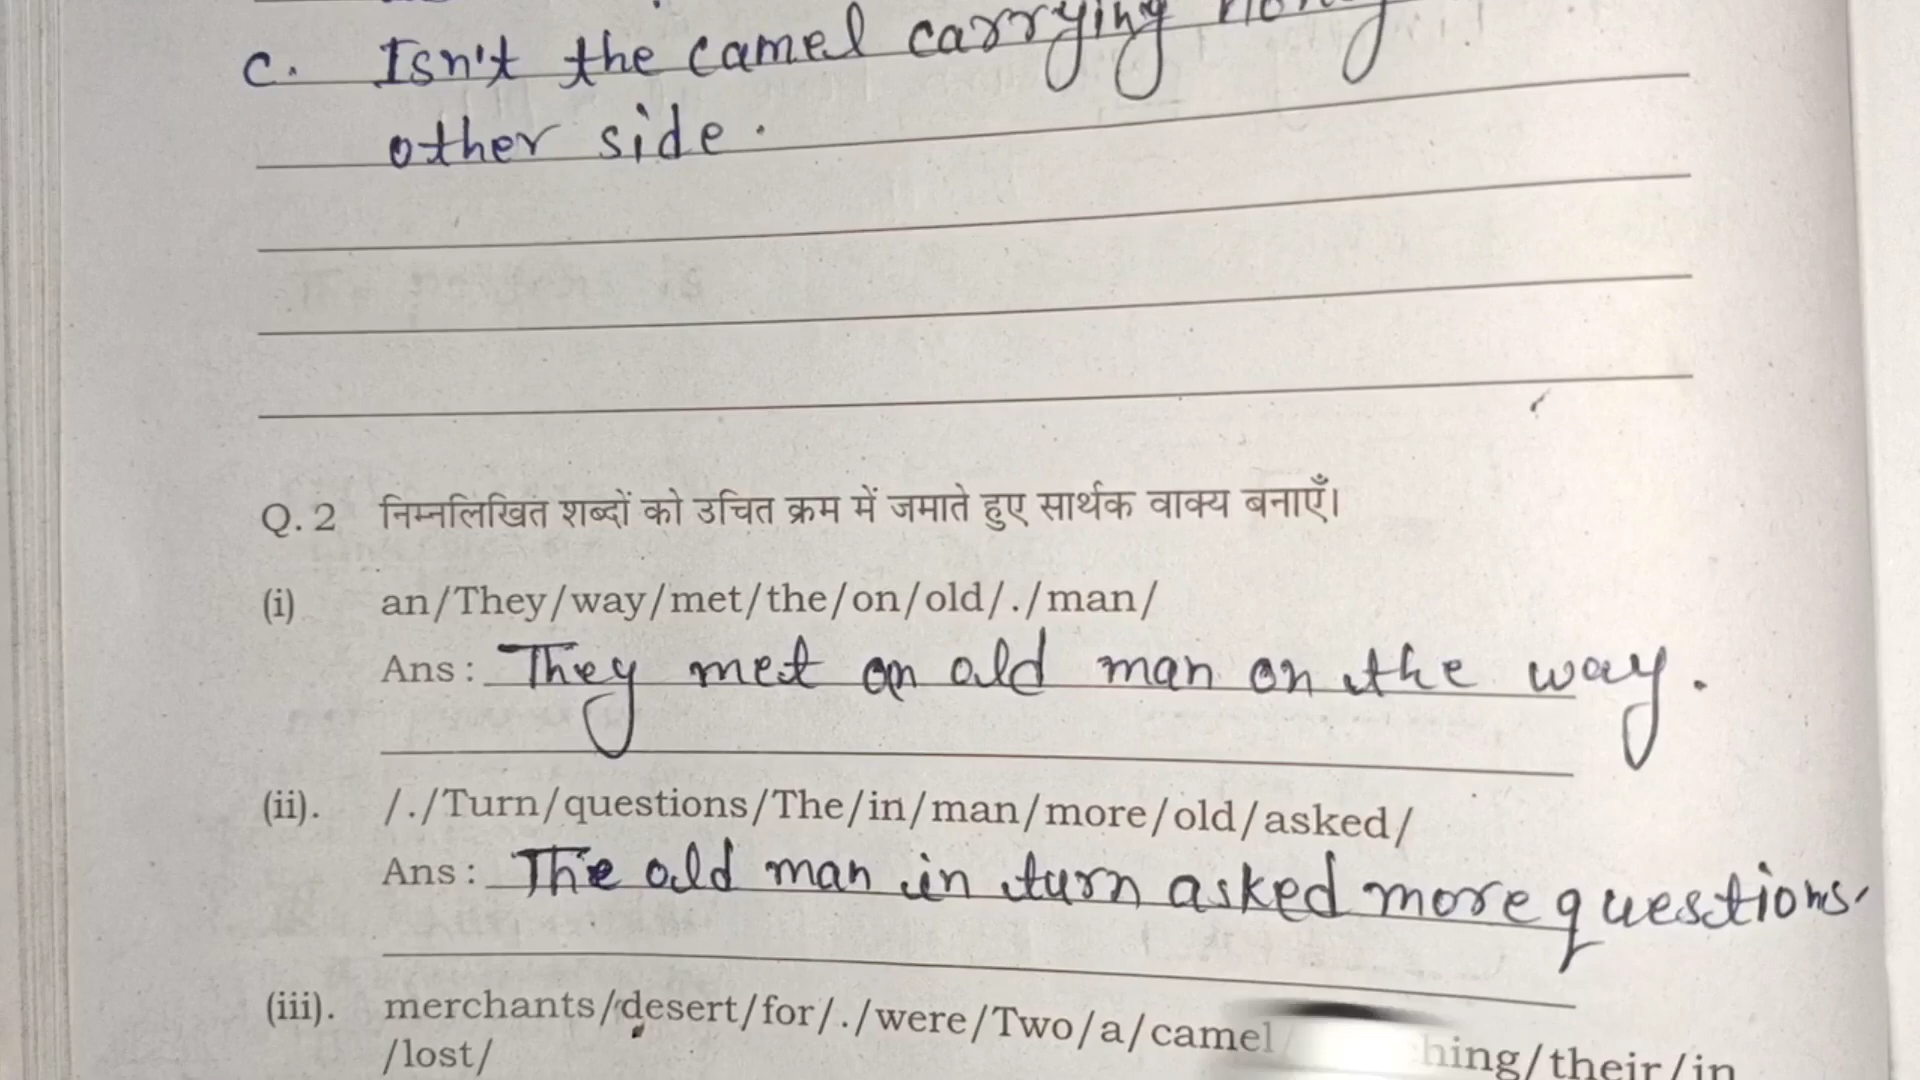 c. Isn't the camel carrying
other side.
Q. 2 निम्नलिखित शब्दों को उचित क्रम में जमाते हुए सार्थक वाक्य बनाएँ।
(i) an/They/way/met/the/on/old/./man/
Ans: They met an old man on the way.
(ii). /./Turn/questions/The/in/man/more/old/asked/
Ans: The old man in turn asked more questions.
(iii). merchants/desert/for/./were/Two/a/camel hing/their/in
/lost/